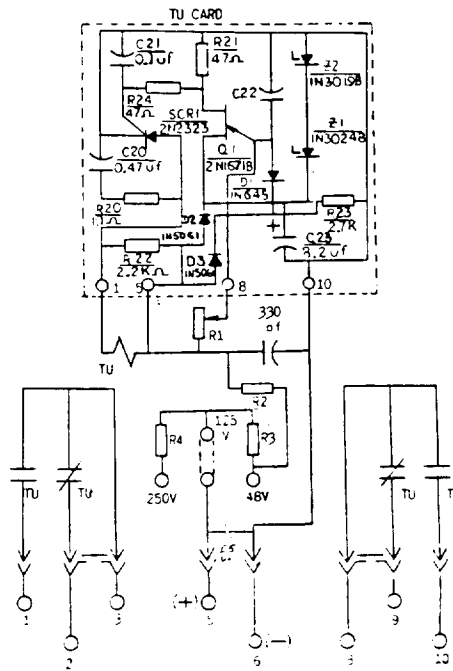 TU CARD
C21
0.1uf
R21
47Ω
R24
47Ω
C22
Z2
1N3019B
SCR1
2N2323
Z1
1N3024B
C20
0.47uf
Q1
2N1671B
D1
1N645
R20
D2
1N5061
+
R23
2.7K
R22
2.2KΩ
D3
C23
8.2uf
1
5
8
10
R1
330
pf
TU
R2
125
V
R4
R3
250V
48V
TU
TU
TU
T
(+)
(-)
1
2
3
5
6
9
10